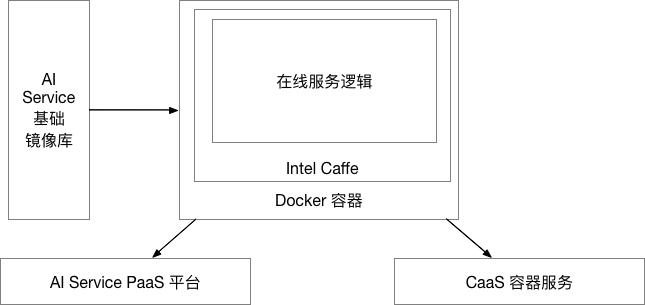 AI
Service
基础
镜像库
在线服务逻辑
Intel Caffe
Docker 容器
AI Service PaaS 平台
CaaS 容器服务